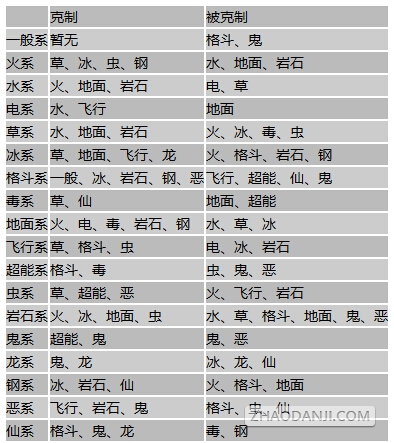 克制 被克制
一般系 暂无 格斗、鬼
火系 草、冰、虫、钢 水、地面、岩石
水系 火、地面、岩石 电、草
电系 水、飞行 地面
草系 水、地面、岩石 火、冰、毒、虫
冰系 草、地面、飞行、龙 火、格斗、岩石、钢
格斗系 一般、冰、岩石、钢、恶 飞行、超能、仙、鬼
毒系 草、仙 地面、超能
地面系 火、电、毒、岩石、钢 水、草、冰
飞行系 草、格斗、虫 电、冰、岩石
超能系 格斗、毒 虫、鬼、恶
虫系 草、超能、恶 火、飞行、岩石
岩石系 火、冰、地面、虫 水、草、格斗、地面、鬼、恶
鬼系 超能、鬼 鬼、恶
龙系 鬼、龙 冰、龙、仙
钢系 冰、岩石、仙 火、格斗、地面
恶系 飞行、岩石、鬼 格斗、虫、仙
仙系 格斗、鬼、龙 毒、钢
ZHAODANJI.COM